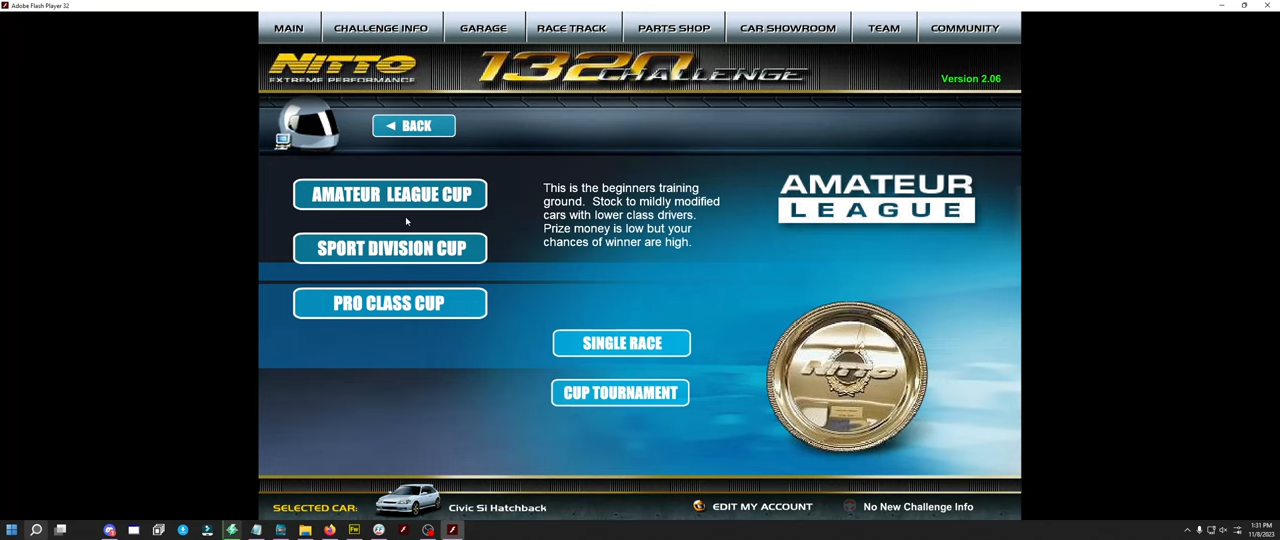 Adobe Flash Player 32
MAIN CHALLENGE INFO GARAGE RACE TRACK PARTS SHOP CAR SHOWROOM TEAM COMMUNITY
NITTO
EXTREME PERFORMANCE
1320 CHALLENGE
Version 2.06
BACK
AMATEUR LEAGUE CUP
SPORT DIVISION CUP
PRO CLASS CUP
This is the beginners training
ground. Stock to mildly modified
cars with lower class drivers.
Prize money is low but your
chances of winner are high.
AMATEUR
LEAGUE
SINGLE RACE
CUP TOURNAMENT
NITTO
SELECTED CAR: Civic Si Hatchback
EDIT MY ACCOUNT
No New Challenge Info
Fw
1:31 PM
11/8/2023